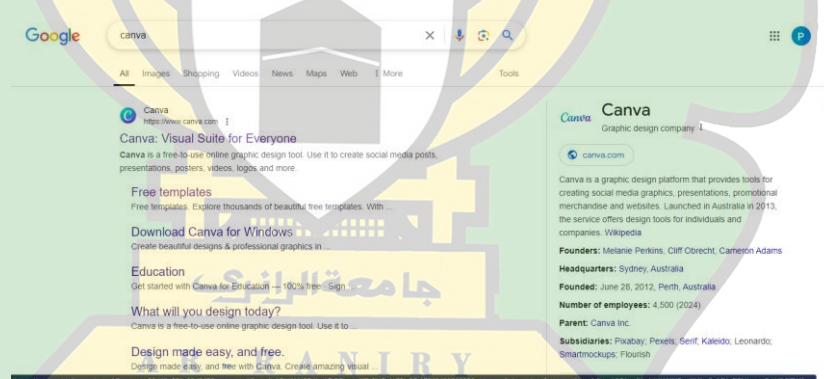 Google
canva
All Images Shopping Videos News Maps Web More Tools
Canva
https://www.canva.com
Canva: Visual Suite for Everyone
Canva is a free-to-use online graphic design tool. Use it to create social media posts,
presentations, posters, videos, logos and more.
Free templates
Free templates. Explore thousands of beautiful free templates. With ...
Download Canva for Windows
Create beautiful designs & professional graphics in ...
Education
Get started with Canva for Education — 100% free · Sign ...
What will you design today?
Canva is a free-to-use online graphic design tool. Use it to ...
Design made easy, and free.
Design made easy, and free with Canva. Create amazing visual ...
Canva
Canva
Graphic design company
canva.com
Canva is a graphic design platform that provides tools for
creating social media graphics, presentations, promotional
merchandise and websites. Launched in Australia in 2013,
the service offers design tools for individuals and
companies. Wikipedia
Founders: Melanie Perkins, Cliff Obrecht, Cameron Adams
Headquarters: Sydney, Australia
Founded: June 28, 2012, Perth, Australia
Number of employees: 4,500 (2024)
Parent: Canva Inc.
Subsidiaries: Pixabay; Pexels; Serif; Kaleido; Leonardo;
Smartmockups; Flourish
P
جامعة الرانيري
A R - R A N I R Y